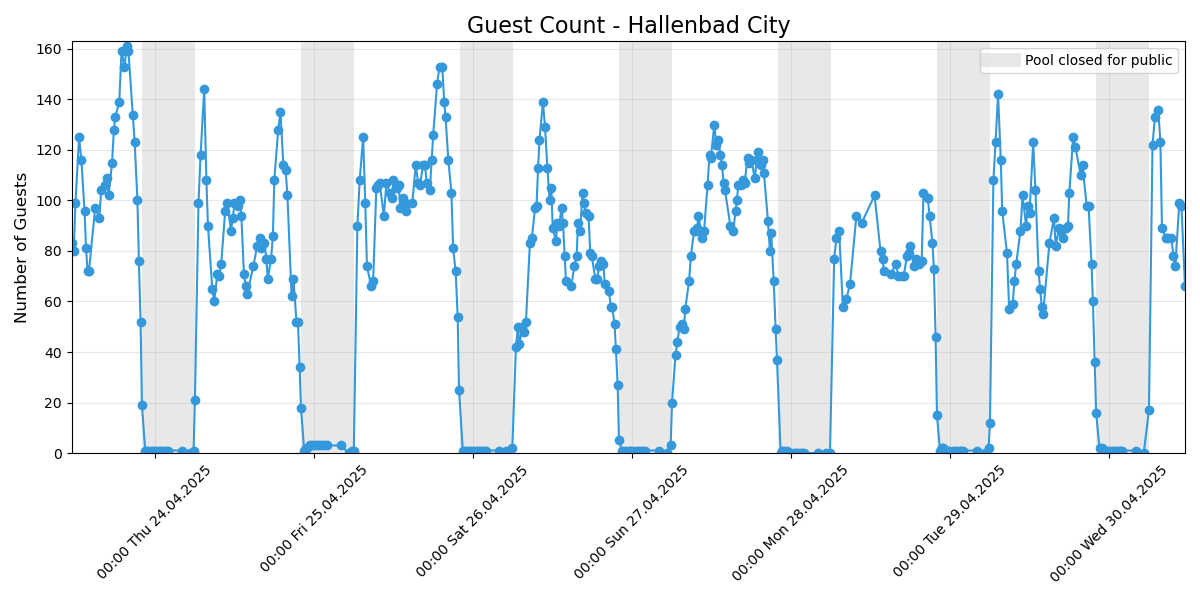 Guest Count - Hallenbad City
Pool closed for public
Number of Guests
160
140
120
100
80
60
40
20
0
00:00 Thu 24.04.2025
00:00 Fri 25.04.2025
00:00 Sat 26.04.2025
00:00 Sun 27.04.2025
00:00 Mon 28.04.2025
00:00 Tue 29.04.2025
00:00 Wed 30.04.2025